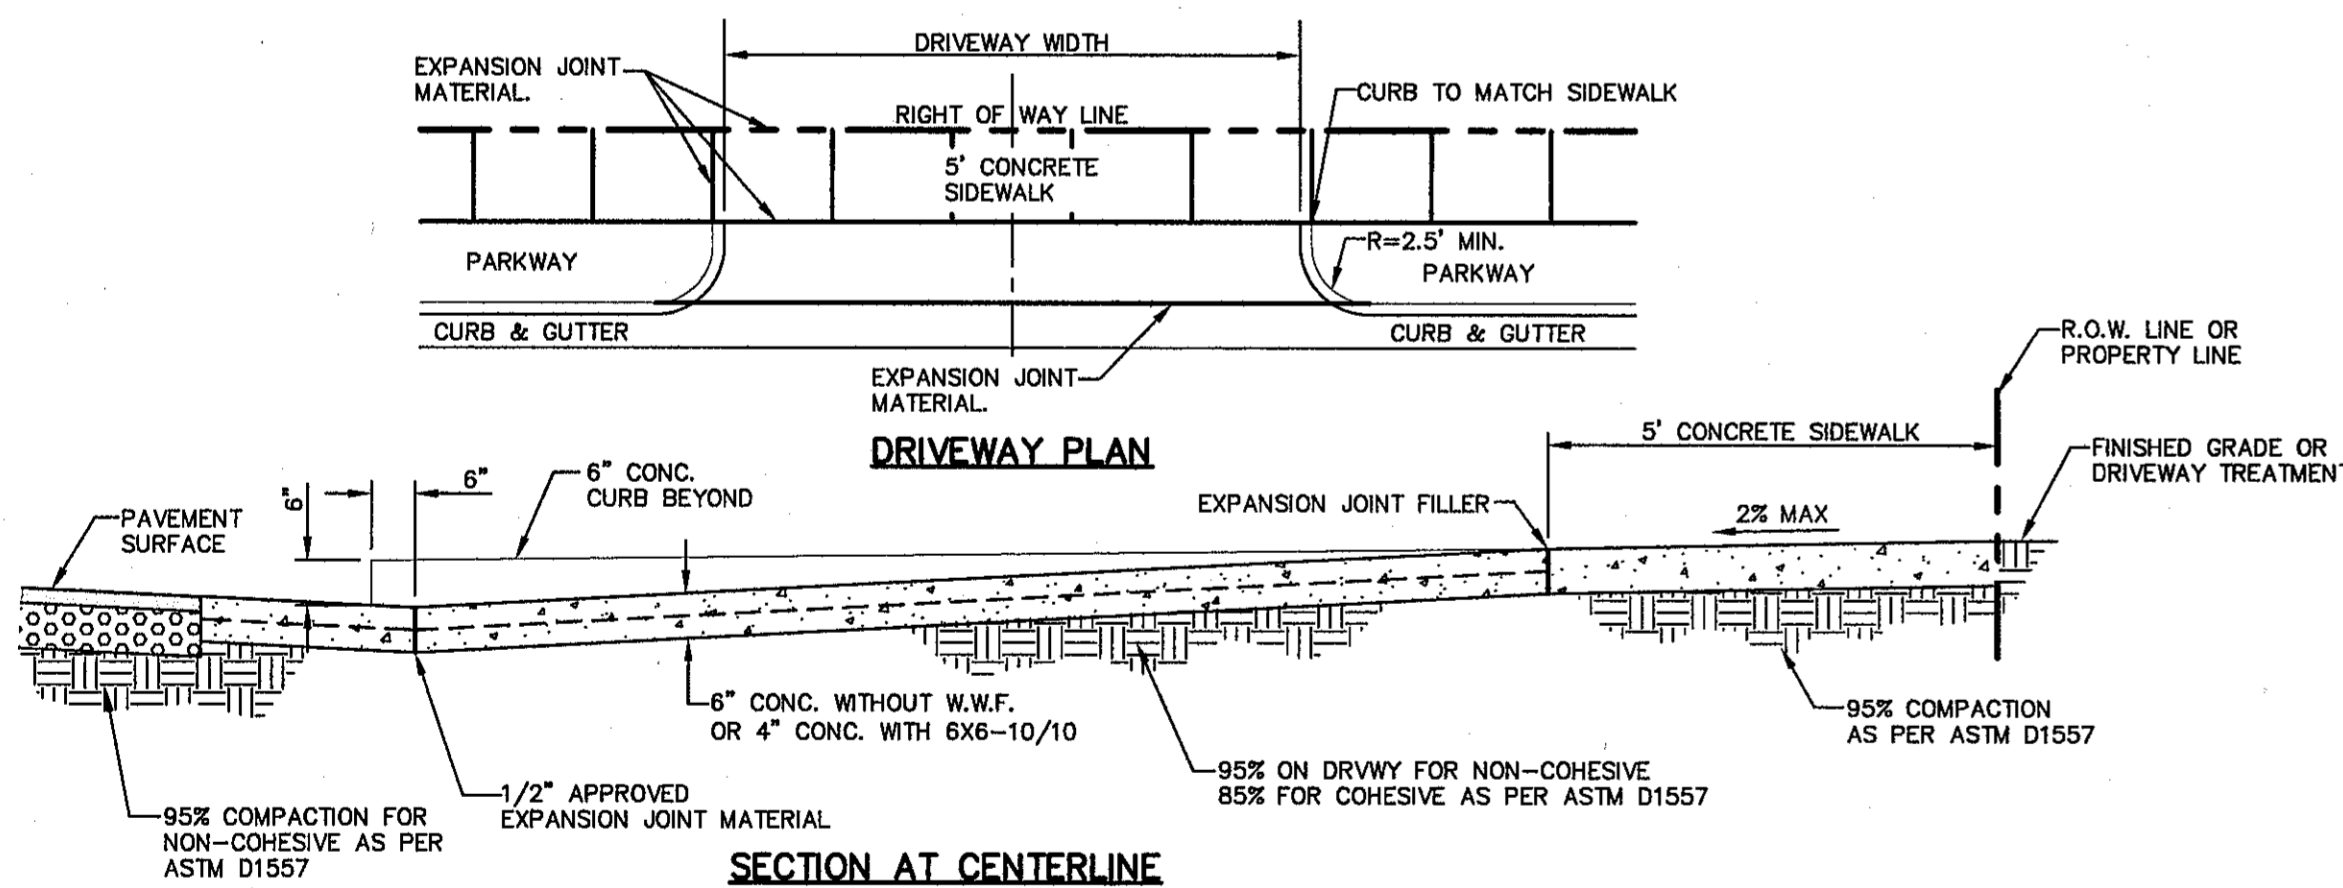 DRIVEWAY WIDTH
EXPANSION JOINT
MATERIAL.
CURB TO MATCH SIDEWALK
RIGHT OF WAY LINE
5' CONCRETE
SIDEWALK
R=2.5' MIN.
PARKWAY
PARKWAY
CURB & GUTTER
CURB & GUTTER
EXPANSION JOINT
MATERIAL.
DRIVEWAY PLAN
R.O.W. LINE OR
PROPERTY LINE
5' CONCRETE SIDEWALK
FINISHED GRADE OR
DRIVEWAY TREATMENT
6"
6"
6" CONC.
CURB BEYOND
EXPANSION JOINT FILLER
2% MAX
PAVEMENT
SURFACE
6" CONC. WITHOUT W.W.F.
OR 4" CONC. WITH 6X6-10/10
95% COMPACTION
AS PER ASTM D1557
95% ON DRVWY FOR NON-COHESIVE
85% FOR COHESIVE AS PER ASTM D1557
1/2" APPROVED
EXPANSION JOINT MATERIAL
95% COMPACTION FOR
NON-COHESIVE AS PER
ASTM D1557
SECTION AT CENTERLINE